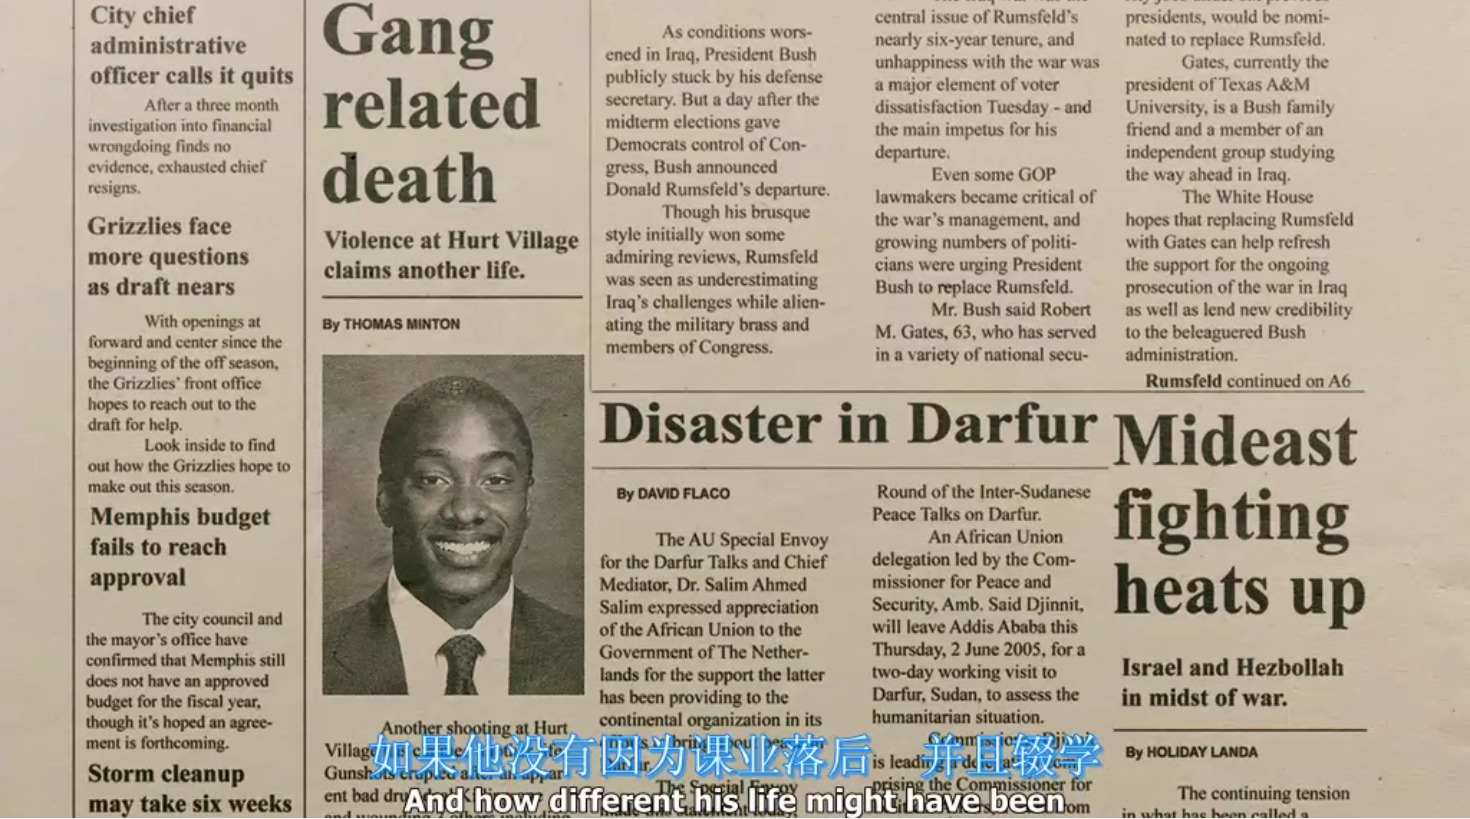 City chief
administrative
officer calls it quits
After a three month
investigation into financial
wrongdoing finds no
evidence, exhausted chief
resigns.
Grizzlies face
more questions
as draft nears
With openings at
forward and center since the
beginning of the off season,
the Grizzlies' front office
hopes to reach out to the
draft for help.
Look inside to find
out how the Grizzlies hope to
make out this season.
Memphis budget
fails to reach
approval
The city council and
the mayor's office have
confirmed that Memphis still
does not have an approved
budget for the fiscal year,
though it's hoped an agree-
ment is forthcoming.
Storm cleanup
may take six weeks
Gang
related
death
Violence at Hurt Village
claims another life.
By THOMAS MINTON
Another shooting at Hurt
Village
Gunshots erupted
ent bad
As conditions wors-
ened in Iraq, President Bush
publicly stuck by his defense
secretary. But a day after the
midterm elections gave
Democrats control of Con-
gress, Bush announced
Donald Rumsfeld's departure.
Though his brusque
style initially won some
admiring reviews, Rumsfeld
was seen as underestimating
Iraq's challenges while alien-
ating the military brass and
members of Congress.
central issue of Rumsfeld's
nearly six-year tenure, and
unhappiness with the war was
a major element of voter
dissatisfaction Tuesday - and
the main impetus for his
departure.
Even some GOP
lawmakers became critical of
the war's management, and
growing numbers of politi-
cians were urging President
Bush to replace Rumsfeld.
Mr. Bush said Robert
M. Gates, 63, who has served
in a variety of national secu-
presidents, would be nomi-
nated to replace Rumsfeld.
Gates, currently the
president of Texas A&M
University, is a Bush family
friend and a member of an
independent group studying
the way ahead in Iraq.
The White House
hopes that replacing Rumsfeld
with Gates can help refresh
the support for the ongoing
prosecution of the war in Iraq
as well as lend new credibility
to the beleaguered Bush
administration.
Rumsfeld continued on A6
Disaster in Darfur
By DAVID FLACO
The AU Special Envoy
for the Darfur Talks and Chief
Mediator, Dr. Salim Ahmed
Salim expressed appreciation
of the African Union to the
Government of The Nether-
lands for the support the latter
has been providing to the
continental organization in its
The Special Envoy
Round of the Inter-Sudanese
Peace Talks on Darfur.
An African Union
delegation led by the Com-
missioner for Peace and
Security, Amb. Said Djinnit,
will leave Addis Ababa this
Thursday, 2 June 2005, for a
two-day working visit to
Darfur, Sudan, to assess the
humanitarian situation.
is leading a
prising the Commissioner for
Mideast
fighting
heats up
Israel and Hezbollah
in midst of war.
By HOLIDAY LANDA
The continuing tension
in what has been called a
如果他没有因为课业落后 并且辍学
And how different his life might have been